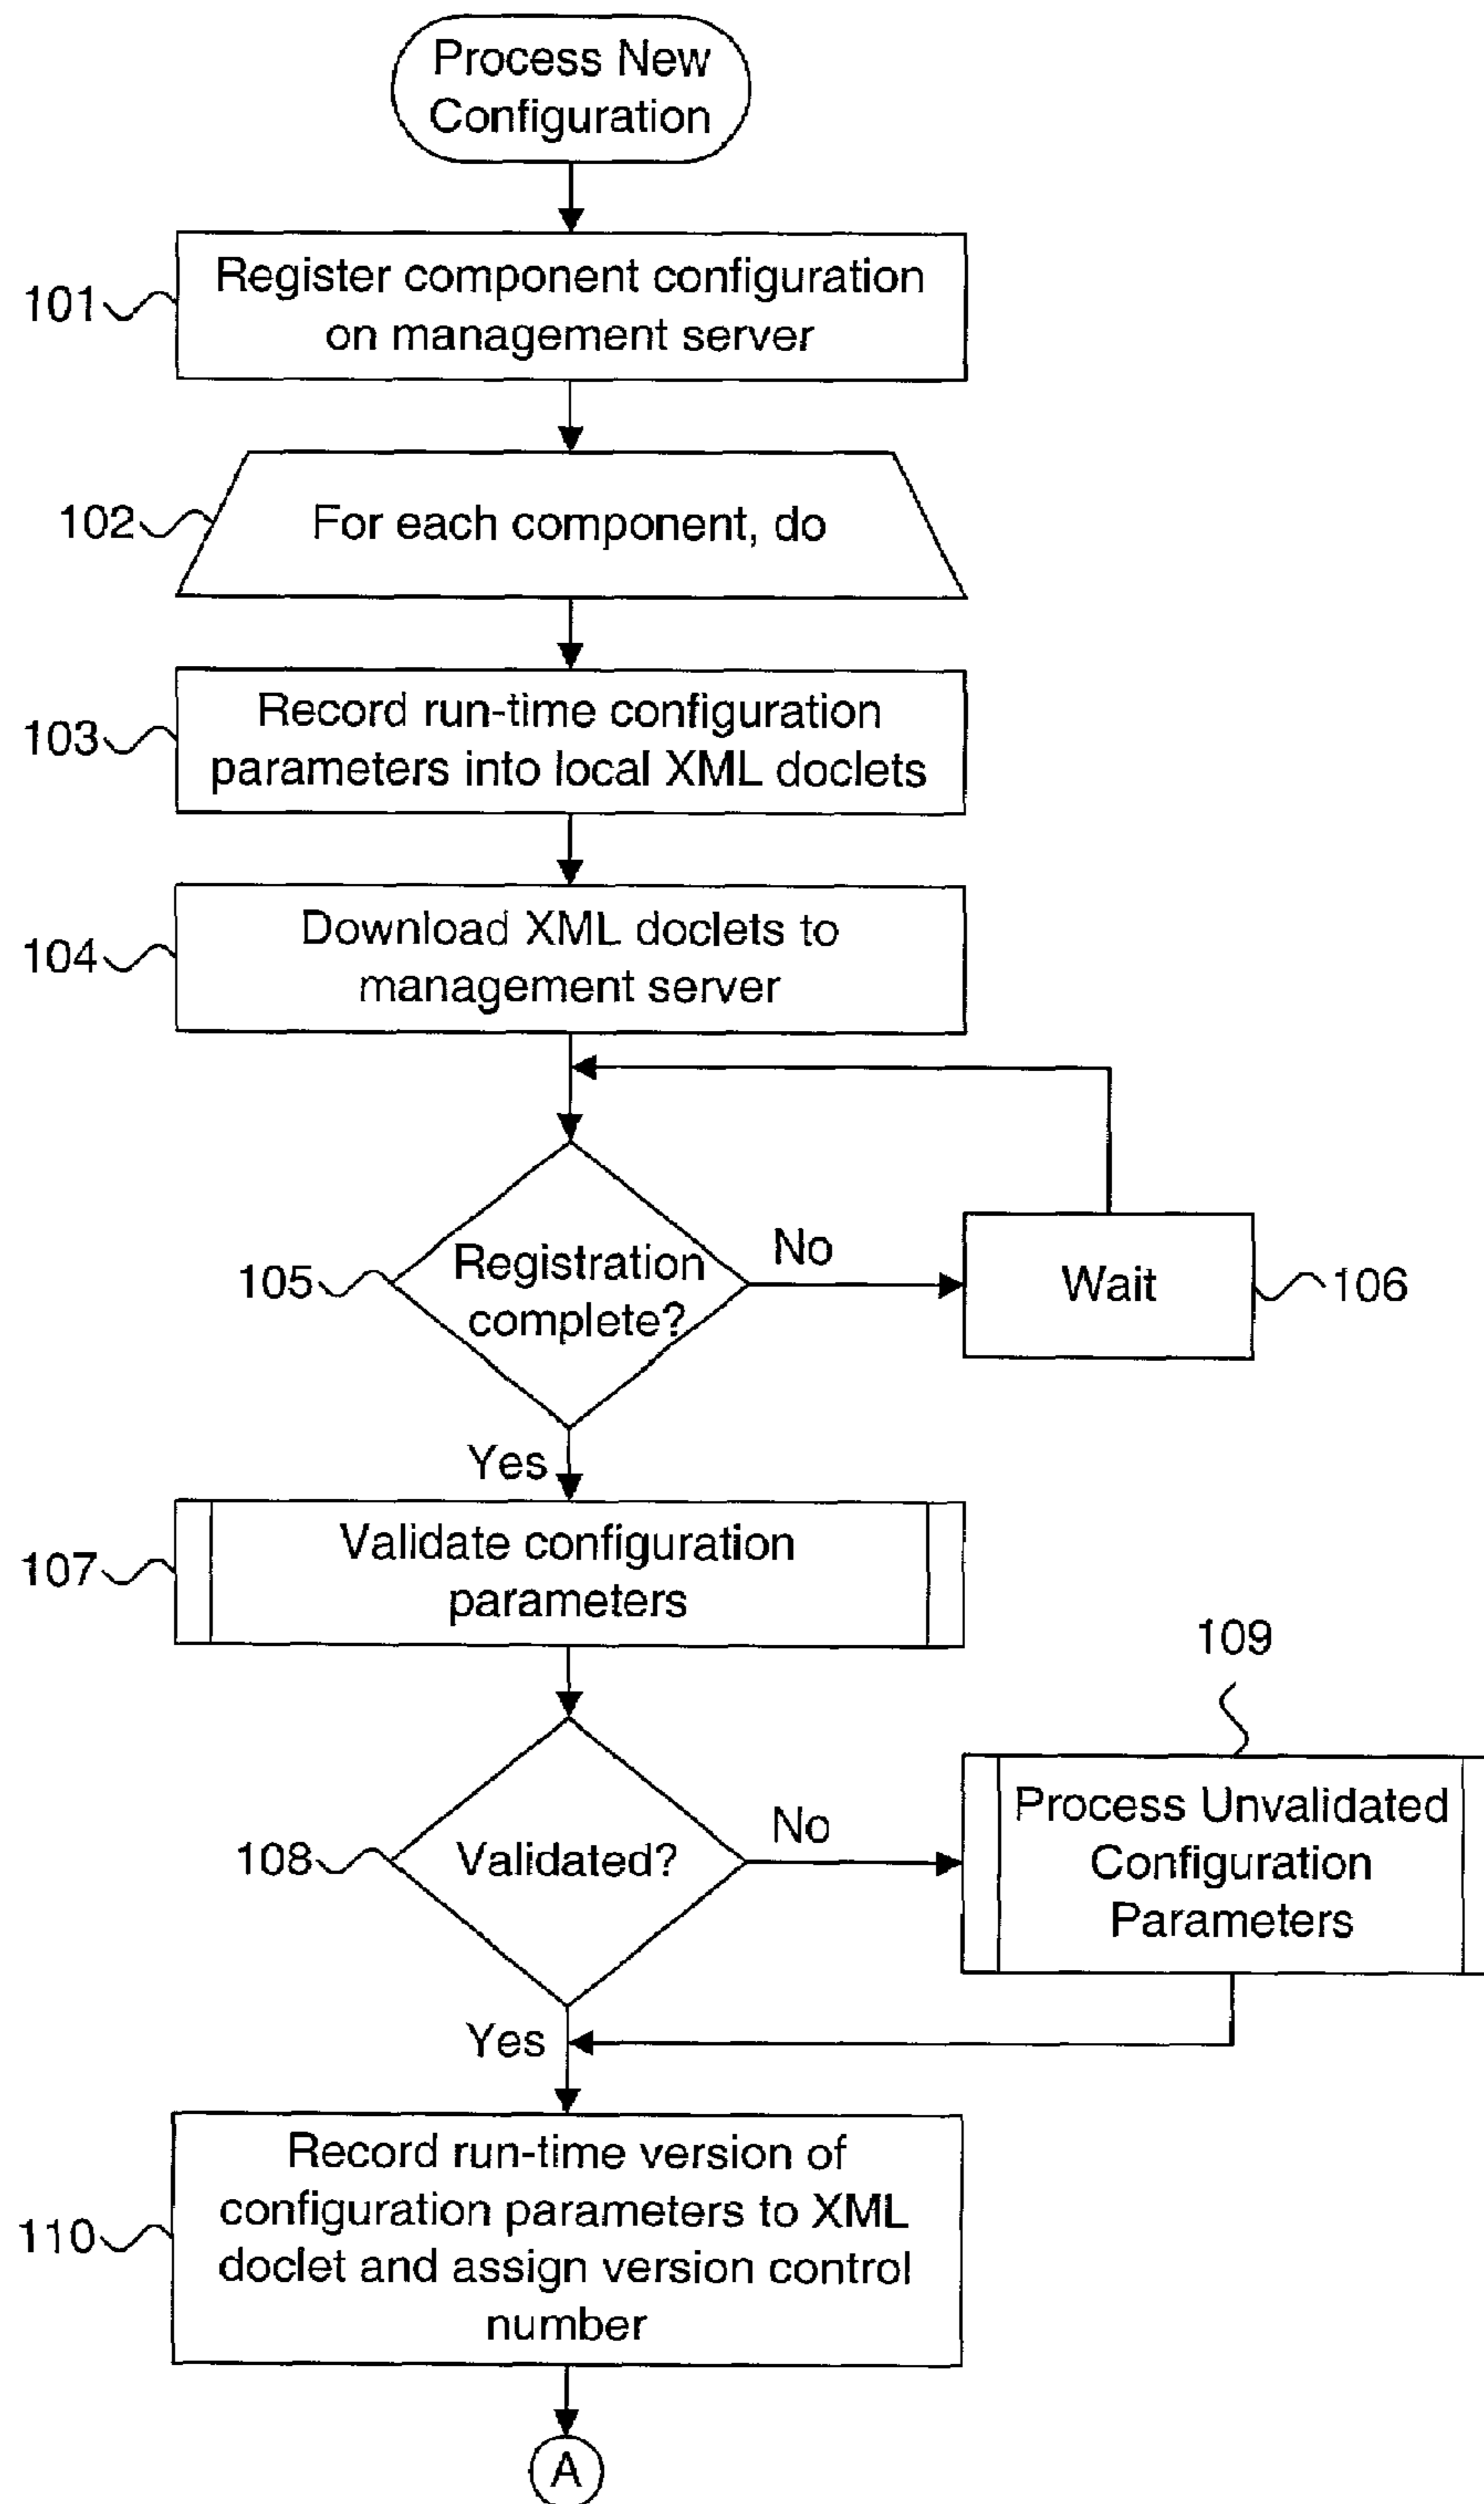 Process New
Configuration
Register component configuration
on management server
101
For each component, do
102
Record run-time configuration
parameters into local XML doclets
103
Download XML doclets to
management server
104
Registration
complete?
105
No
Wait
106
Yes
Validate configuration
parameters
107
109
Validated?
108
No
Process Unvalidated
Configuration
Parameters
Yes
Record run-time version of
configuration parameters to XML
doclet and assign version control
number
110
A